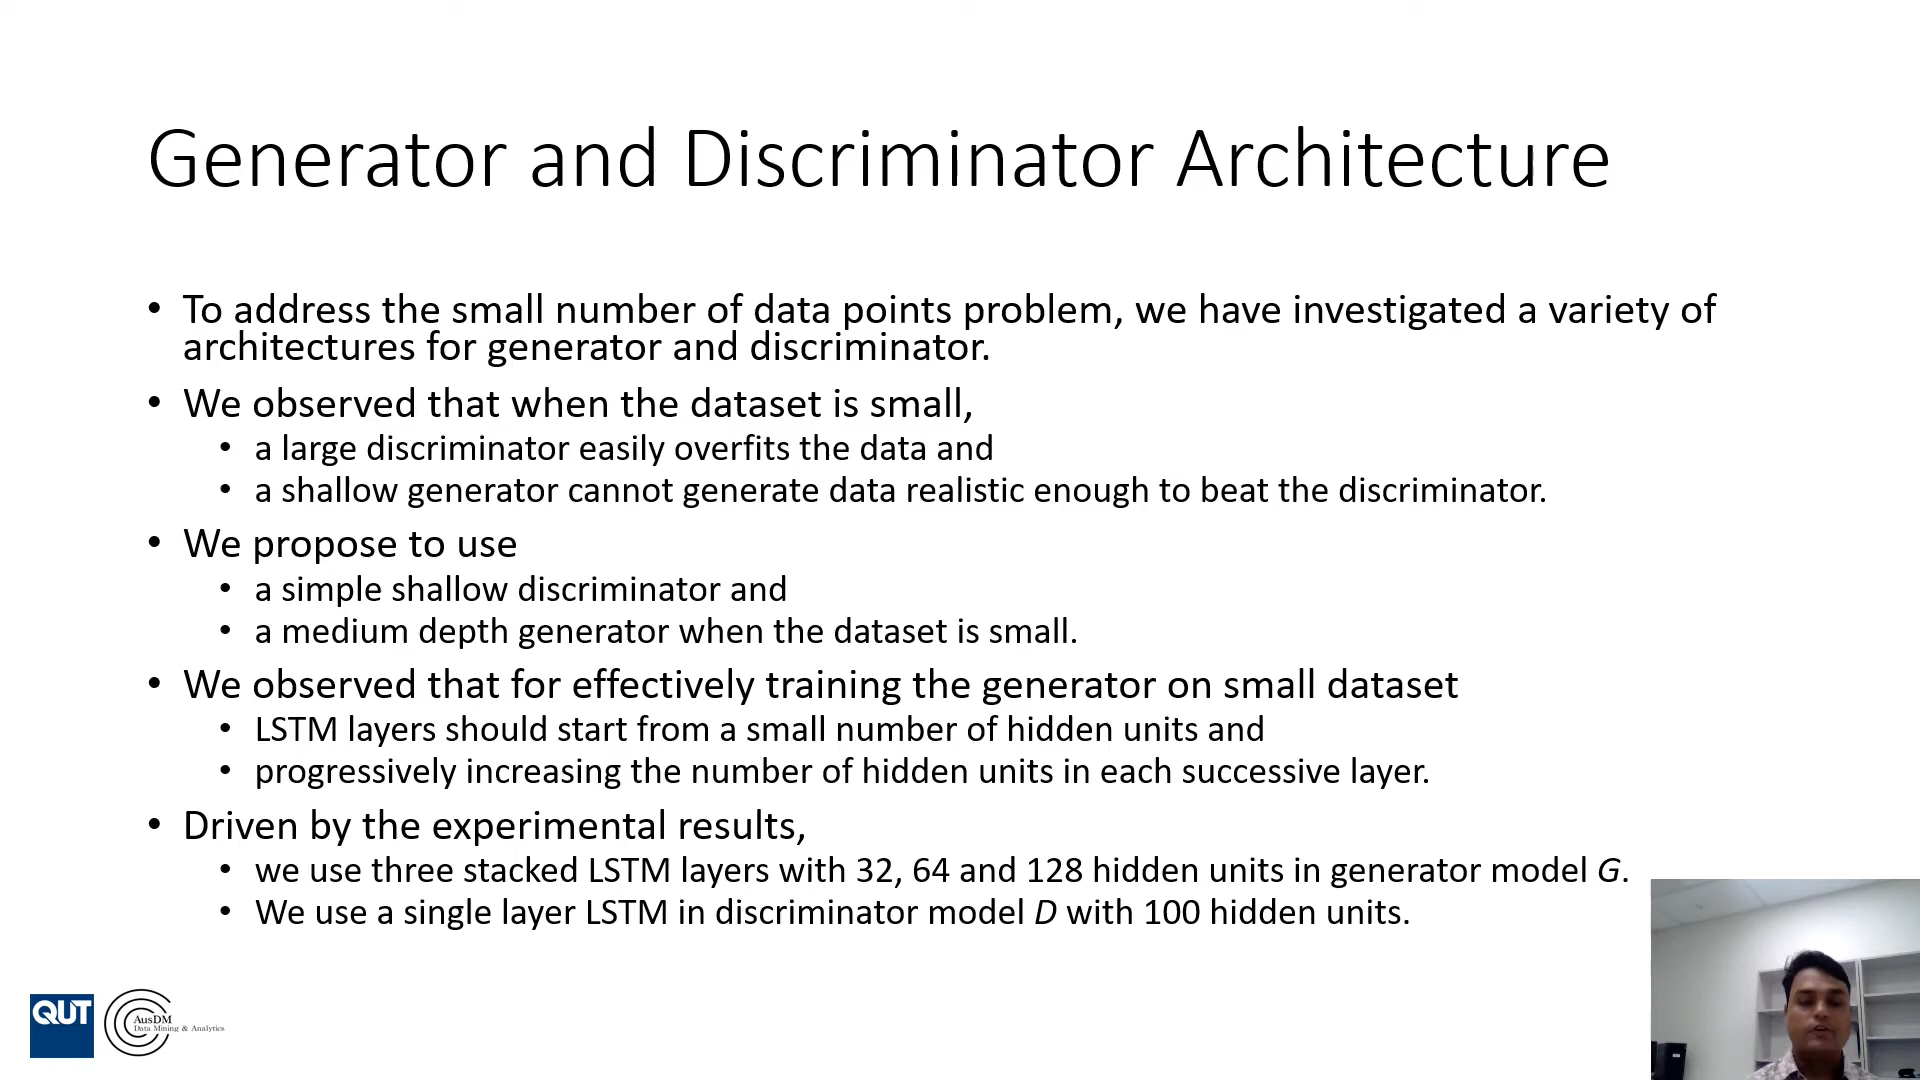 Generator and Discriminator Architecture
• To address the small number of data points problem, we have investigated a variety of
architectures for generator and discriminator.
• We observed that when the dataset is small,
• a large discriminator easily overfits the data and
• a shallow generator cannot generate data realistic enough to beat the discriminator.
• We propose to use
• a simple shallow discriminator and
• a medium depth generator when the dataset is small.
• We observed that for effectively training the generator on small dataset
• LSTM layers should start from a small number of hidden units and
• progressively increasing the number of hidden units in each successive layer.
• Driven by the experimental results,
• we use three stacked LSTM layers with 32, 64 and 128 hidden units in generator model G.
• We use a single layer LSTM in discriminator model D with 100 hidden units.
QUT
AusDM
Data Mining & Analytics